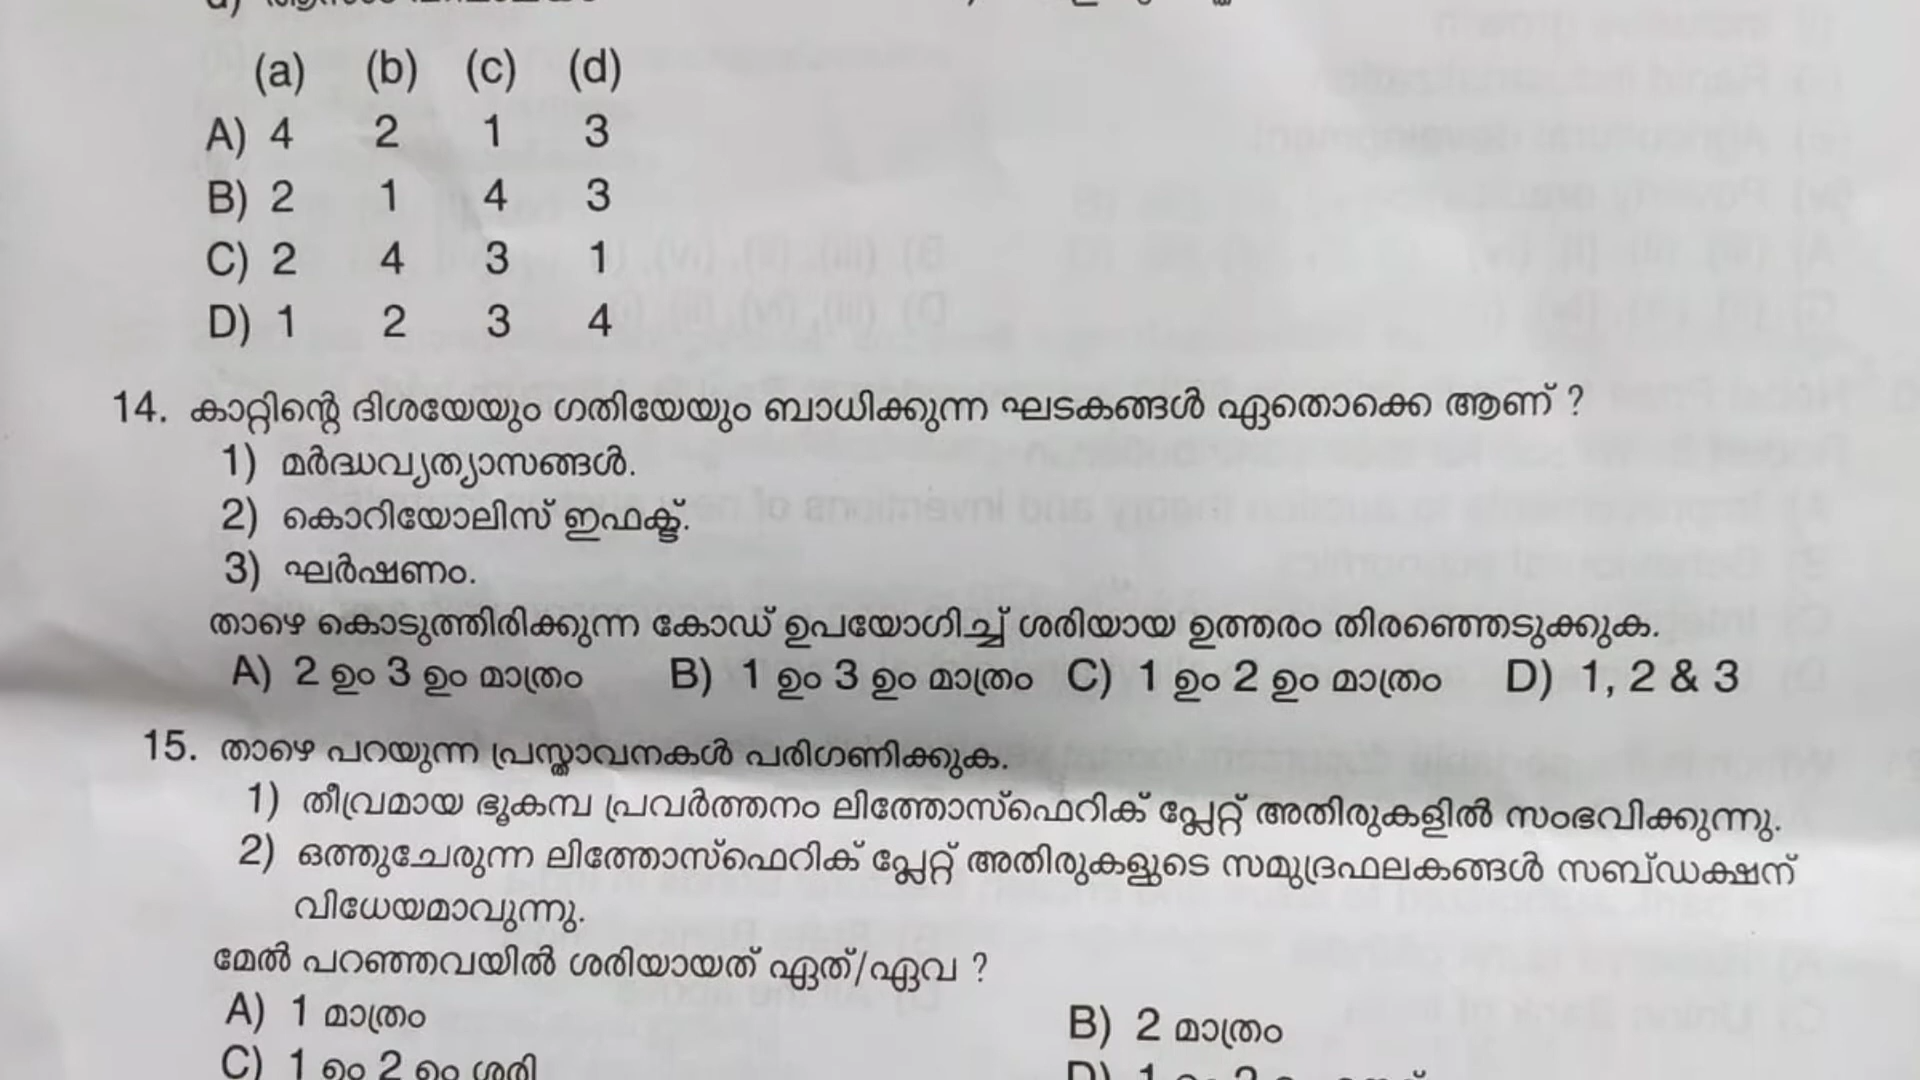 (a) (b) (c) (d)
A) 4 2 1 3
B) 2 1 4 3
C) 2 4 3 1
D) 1 2 3 4
14. കാറ്റിന്റെ ദിശയേയും ഗതിയേയും ബാധിക്കുന്ന ഘടകങ്ങൾ ഏതൊക്കെ ആണ് ?
1) മർദ്ധവ്യത്യാസങ്ങൾ.
2) കൊറിയോലിസ് ഇഫക്ട്.
3) ഘർഷണം.
താഴെ കൊടുത്തിരിക്കുന്ന കോഡ് ഉപയോഗിച്ച് ശരിയായ ഉത്തരം തിരഞ്ഞെടുക്കുക.
A) 2 ഉം 3 ഉം മാത്രം B) 1 ഉം 3 ഉം മാത്രം C) 1 ഉം 2 ഉം മാത്രം D) 1, 2 & 3
15. താഴെ പറയുന്ന പ്രസ്താവനകൾ പരിഗണിക്കുക.
1) തീവ്രമായ ഭൂകമ്പ പ്രവർത്തനം ലിത്തോസ്ഫെറിക് പ്ലേറ്റ് അതിരുകളിൽ സംഭവിക്കുന്നു.
2) ഒത്തുചേരുന്ന ലിത്തോസ്ഫെറിക് പ്ലേറ്റ് അതിരുകളുടെ സമുദ്രഫലകങ്ങൾ സബ്ഡക്ഷന്
വിധേയമാവുന്നു.
മേൽ പറഞ്ഞവയിൽ ശരിയായത് ഏത്/ഏവ ?
A) 1 മാത്രം B) 2 മാത്രം
C) 1 ഉം 2 ഉം ശരി